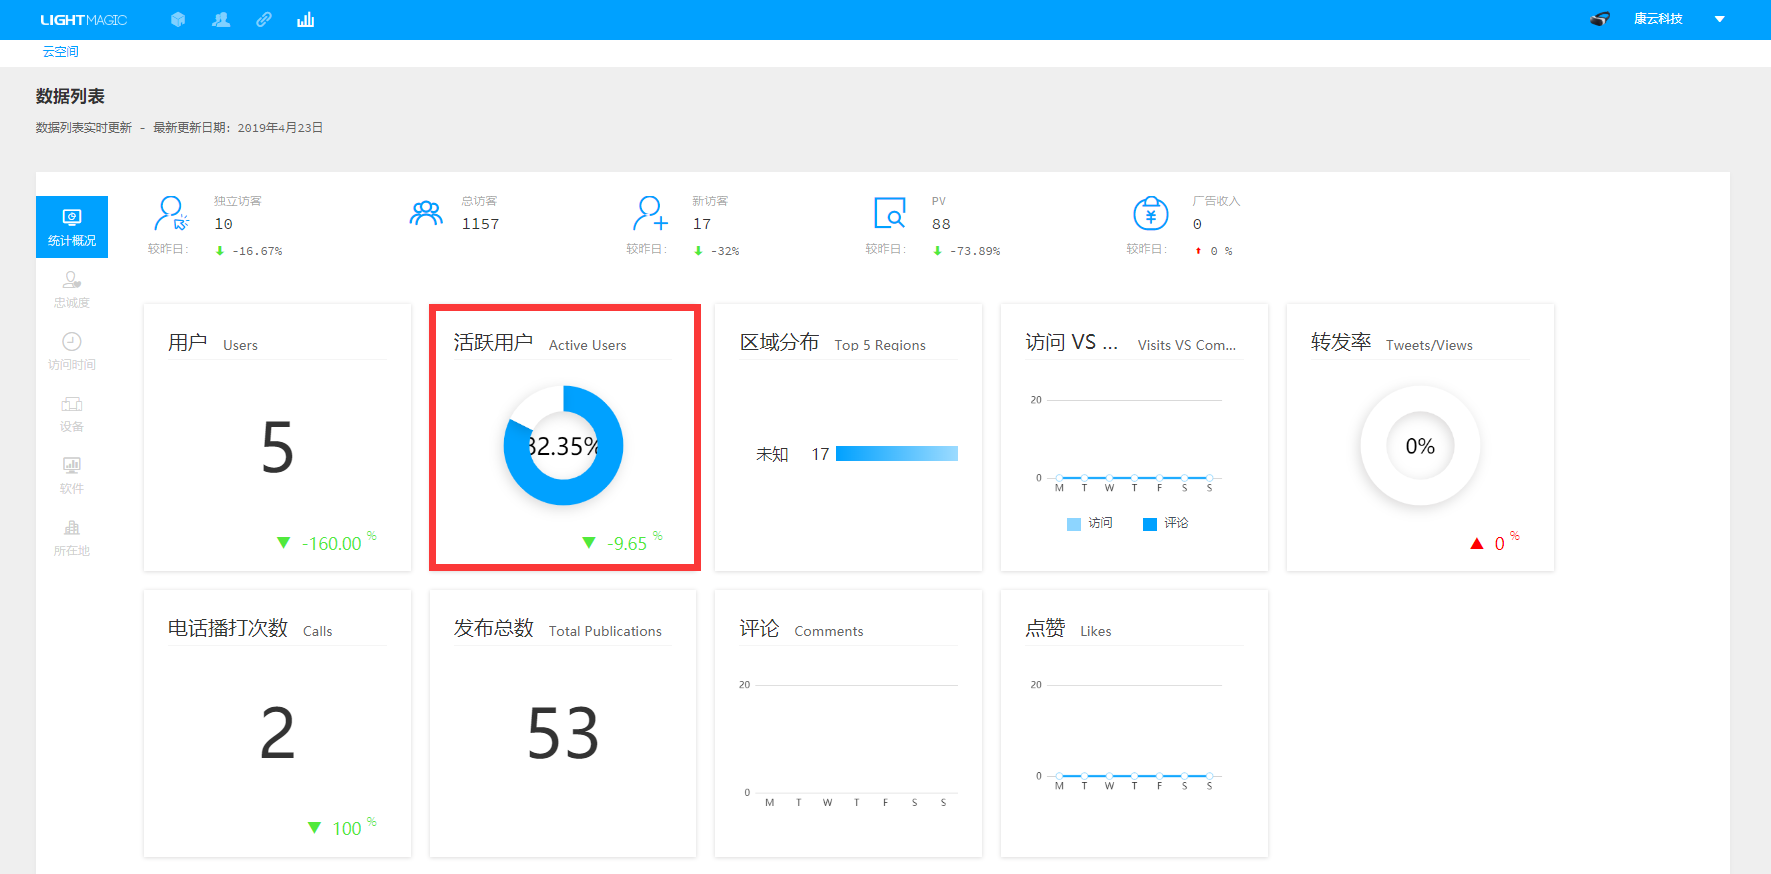 LIGHTMAGIC
康云科技
云空间
数据列表
数据列表实时更新 - 最新更新日期: 2019年4月23日
统计概况
忠诚度
访问时间
设备
软件
所在地
独立访客
10
较昨日: -16.67%
总访客
1157
新访客
17
较昨日: -32%
PV
88
较昨日: -73.89%
广告收入
0
较昨日: 0 %
用户 Users
5
-160.00 %
活跃用户 Active Users
82.35%
-9.65 %
区域分布 Top 5 Regions
未知 17
访问 VS ... Visits VS Com...
20
0
M T W T F S S
访问 评论
转发率 Tweets/Views
0%
0 %
电话播打次数 Calls
2
100 %
发布总数 Total Publications
53
评论 Comments
20
0
M T W T F S S
点赞 Likes
20
0
M T W T F S S